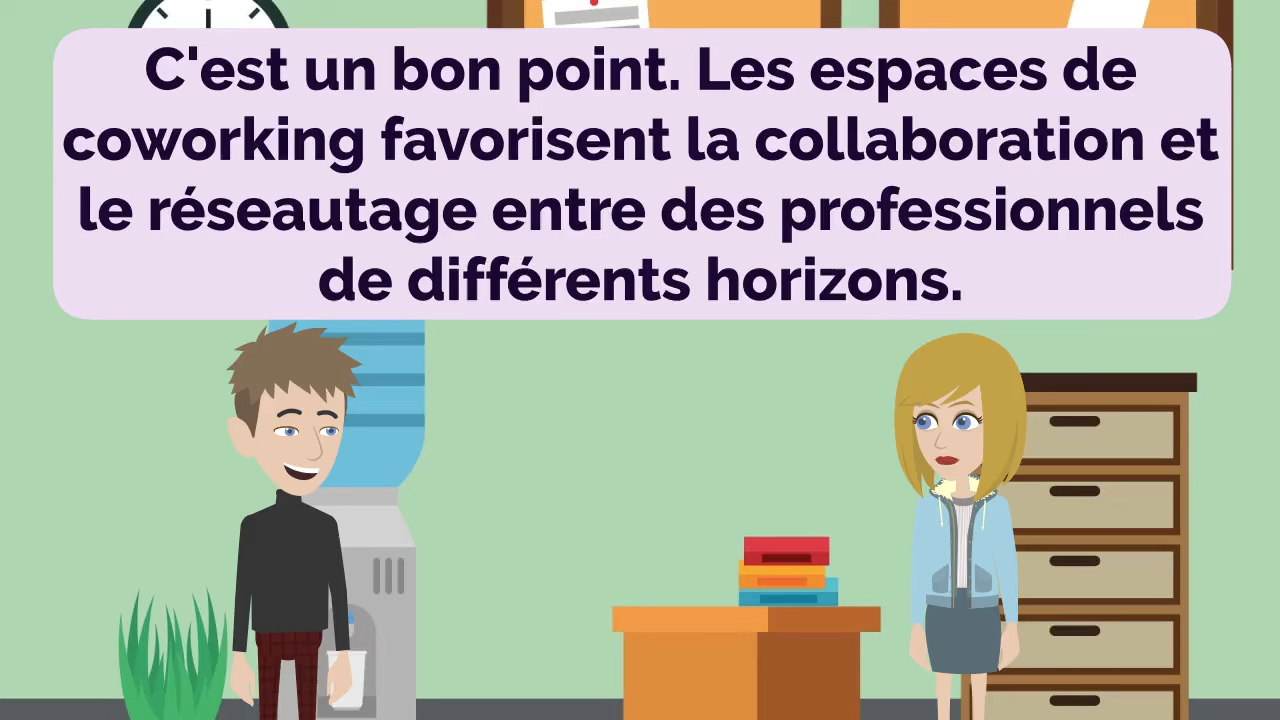 C'est un bon point. Les espaces de
coworking favorisent la collaboration et
le réseautage entre des professionnels
de différents horizons.